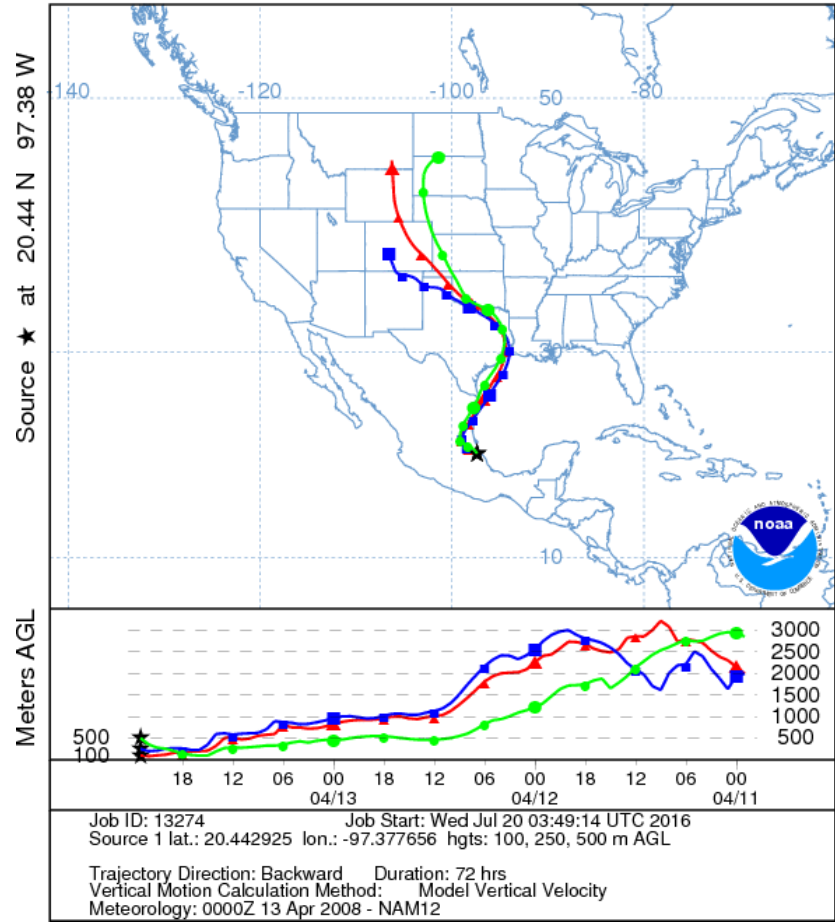 -140 -120 -100 -80
50
30
10
Source ★ at 20.44 N 97.38 W
noaa
Meters AGL
3000
2500
2000
1500
1000
500
500
100
18 12 06 00 18 12 06 00 18 12 06 00
04/13 04/12 04/11
Job ID: 13274 Job Start: Wed Jul 20 03:49:14 UTC 2016
Source 1 lat.: 20.442925 lon.: -97.377656 hgts: 100, 250, 500 m AGL
Trajectory Direction: Backward Duration: 72 hrs
Vertical Motion Calculation Method: Model Vertical Velocity
Meteorology: 0000Z 13 Apr 2008 - NAM12